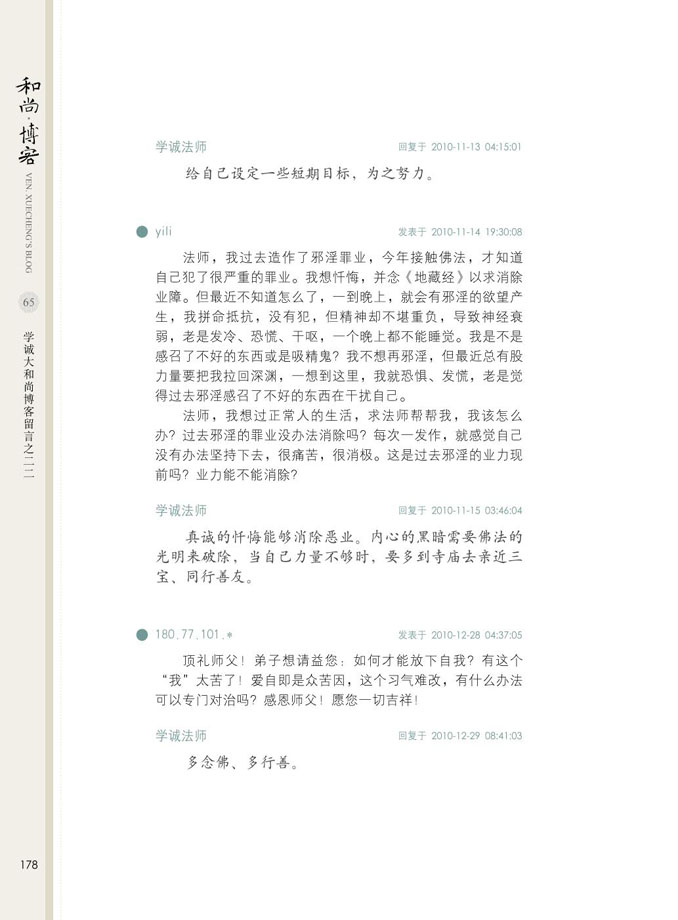 和尚·博客
VEN. XUECHENG'S BLOG
65
学诚大和尚博客留言之二二
学诚法师 回复于 2010-11-13 04:15:01
给自己设定一些短期目标，为之努力。
yili 发表于 2010-11-14 19:30:08
法师，我过去造作了邪淫罪业，今年接触佛法，才知道
自己犯了很严重的罪业。我想忏悔，并念《地藏经》以求消除
业障。但最近不知道怎么了，一到晚上，就会有邪淫的欲望产
生，我拼命抵抗，没有犯，但精神却不堪重负，导致神经衰
弱，老是发冷、恐慌、干呕，一个晚上都不能睡觉。我是不是
感召了不好的东西或是吸精鬼？我不想再邪淫，但最近总有股
力量要把我拉回深渊，一想到这里，我就恐惧、发慌，老是觉
得过去邪淫感召了不好的东西在干扰自己。
法师，我想过正常人的生活，求法师帮帮我，我该怎么
办？过去邪淫的罪业没办法消除吗？每次一发作，就感觉自己
没有办法坚持下去，很痛苦，很消极。这是过去邪淫的业力现
前吗？业力能不能消除？
学诚法师 回复于 2010-11-15 03:46:04
真诚的忏悔能够消除恶业。内心的黑暗需要佛法的
光明来破除，当自己力量不够时，要多到寺庙去亲近三
宝、同行善友。
180.77.101.* 发表于 2010-12-28 04:37:05
顶礼师父！弟子想请益您：如何才能放下自我？有这个
“我”太苦了！爱自即是众苦因，这个习气难改，有什么办法
可以专门对治吗？感恩师父！愿您一切吉祥！
学诚法师 回复于 2010-12-29 08:41:03
多念佛、多行善。
178